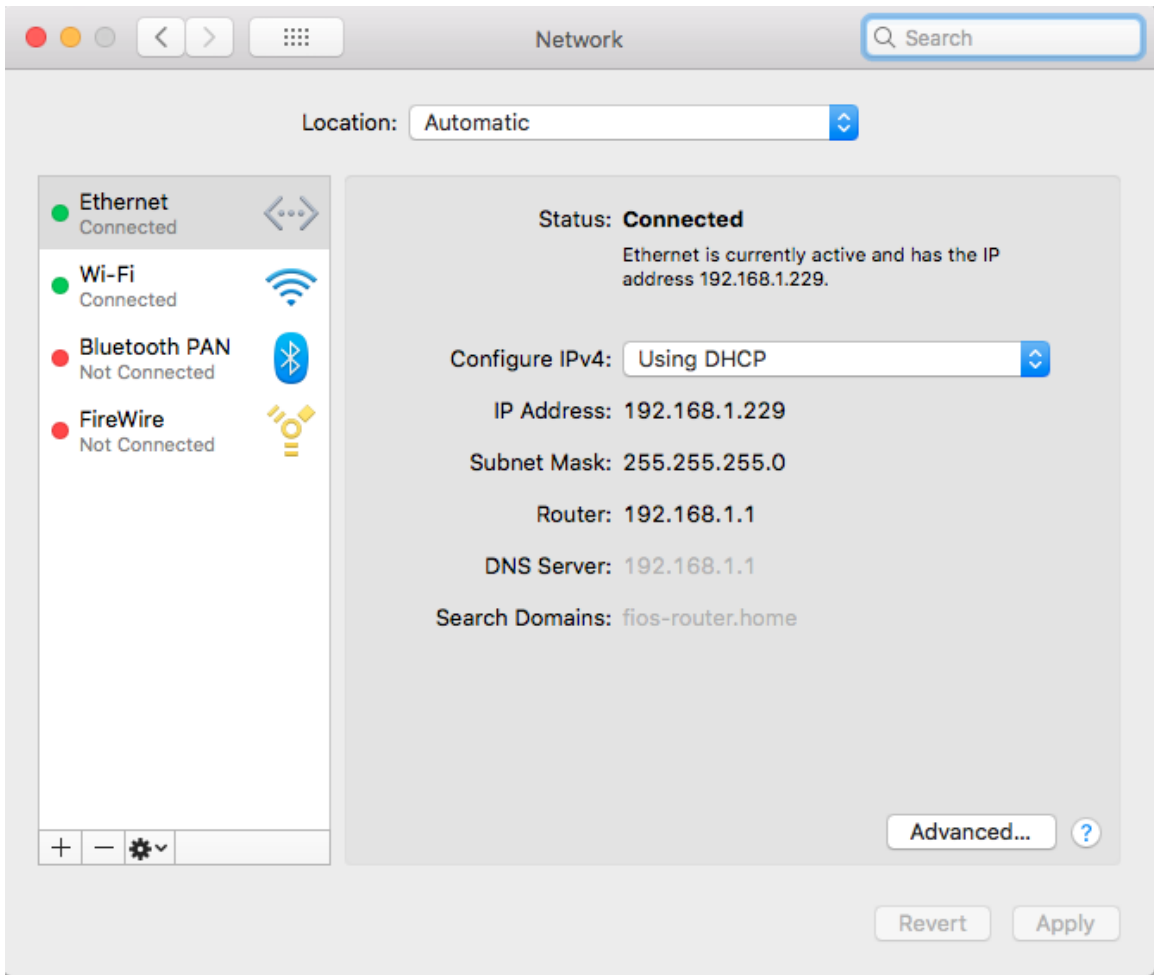 Network
Search
Location: Automatic
Ethernet
Connected
Wi-Fi
Connected
Bluetooth PAN
Not Connected
FireWire
Not Connected
Status: Connected
Ethernet is currently active and has the IP
address 192.168.1.229.
Configure IPv4: Using DHCP
IP Address: 192.168.1.229
Subnet Mask: 255.255.255.0
Router: 192.168.1.1
DNS Server: 192.168.1.1
Search Domains: fios-router.home
Advanced... ?
Revert Apply